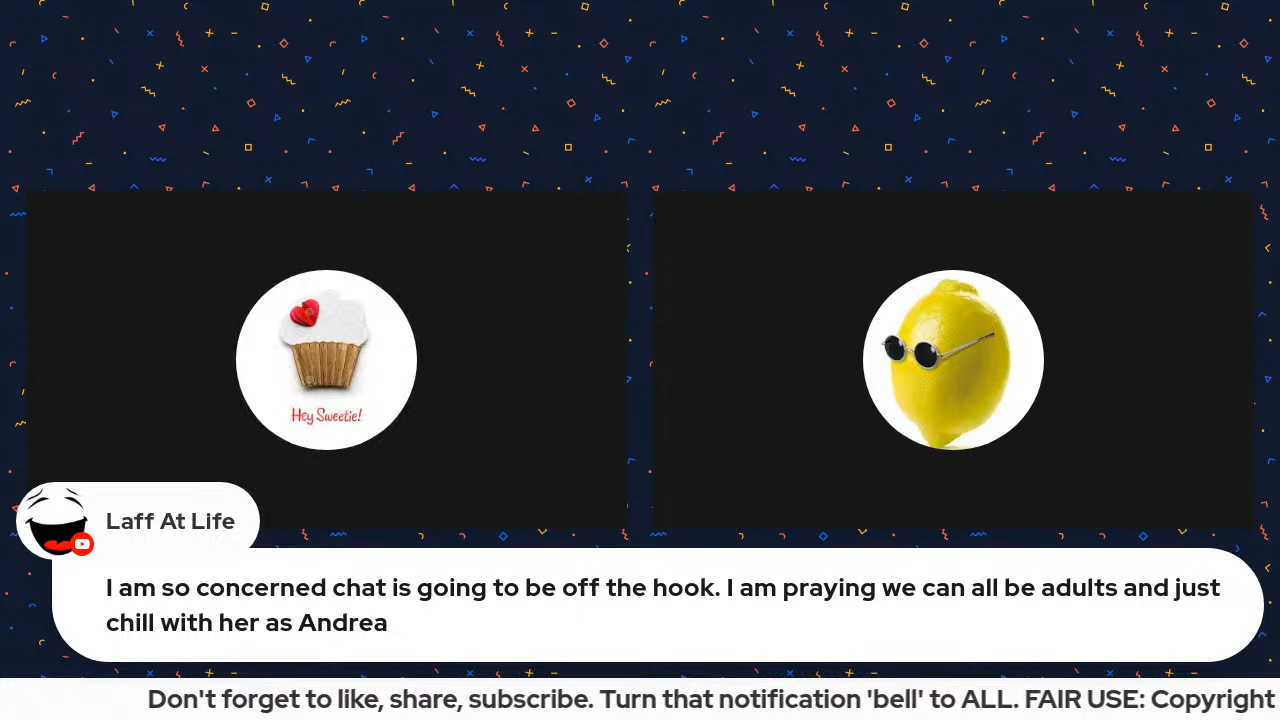 Hey Sweetie!
Laff At Life
I am so concerned chat is going to be off the hook. I am praying we can all be adults and just
chill with her as Andrea
Don't forget to like, share, subscribe. Turn that notification 'bell' to ALL. FAIR USE: Copyright